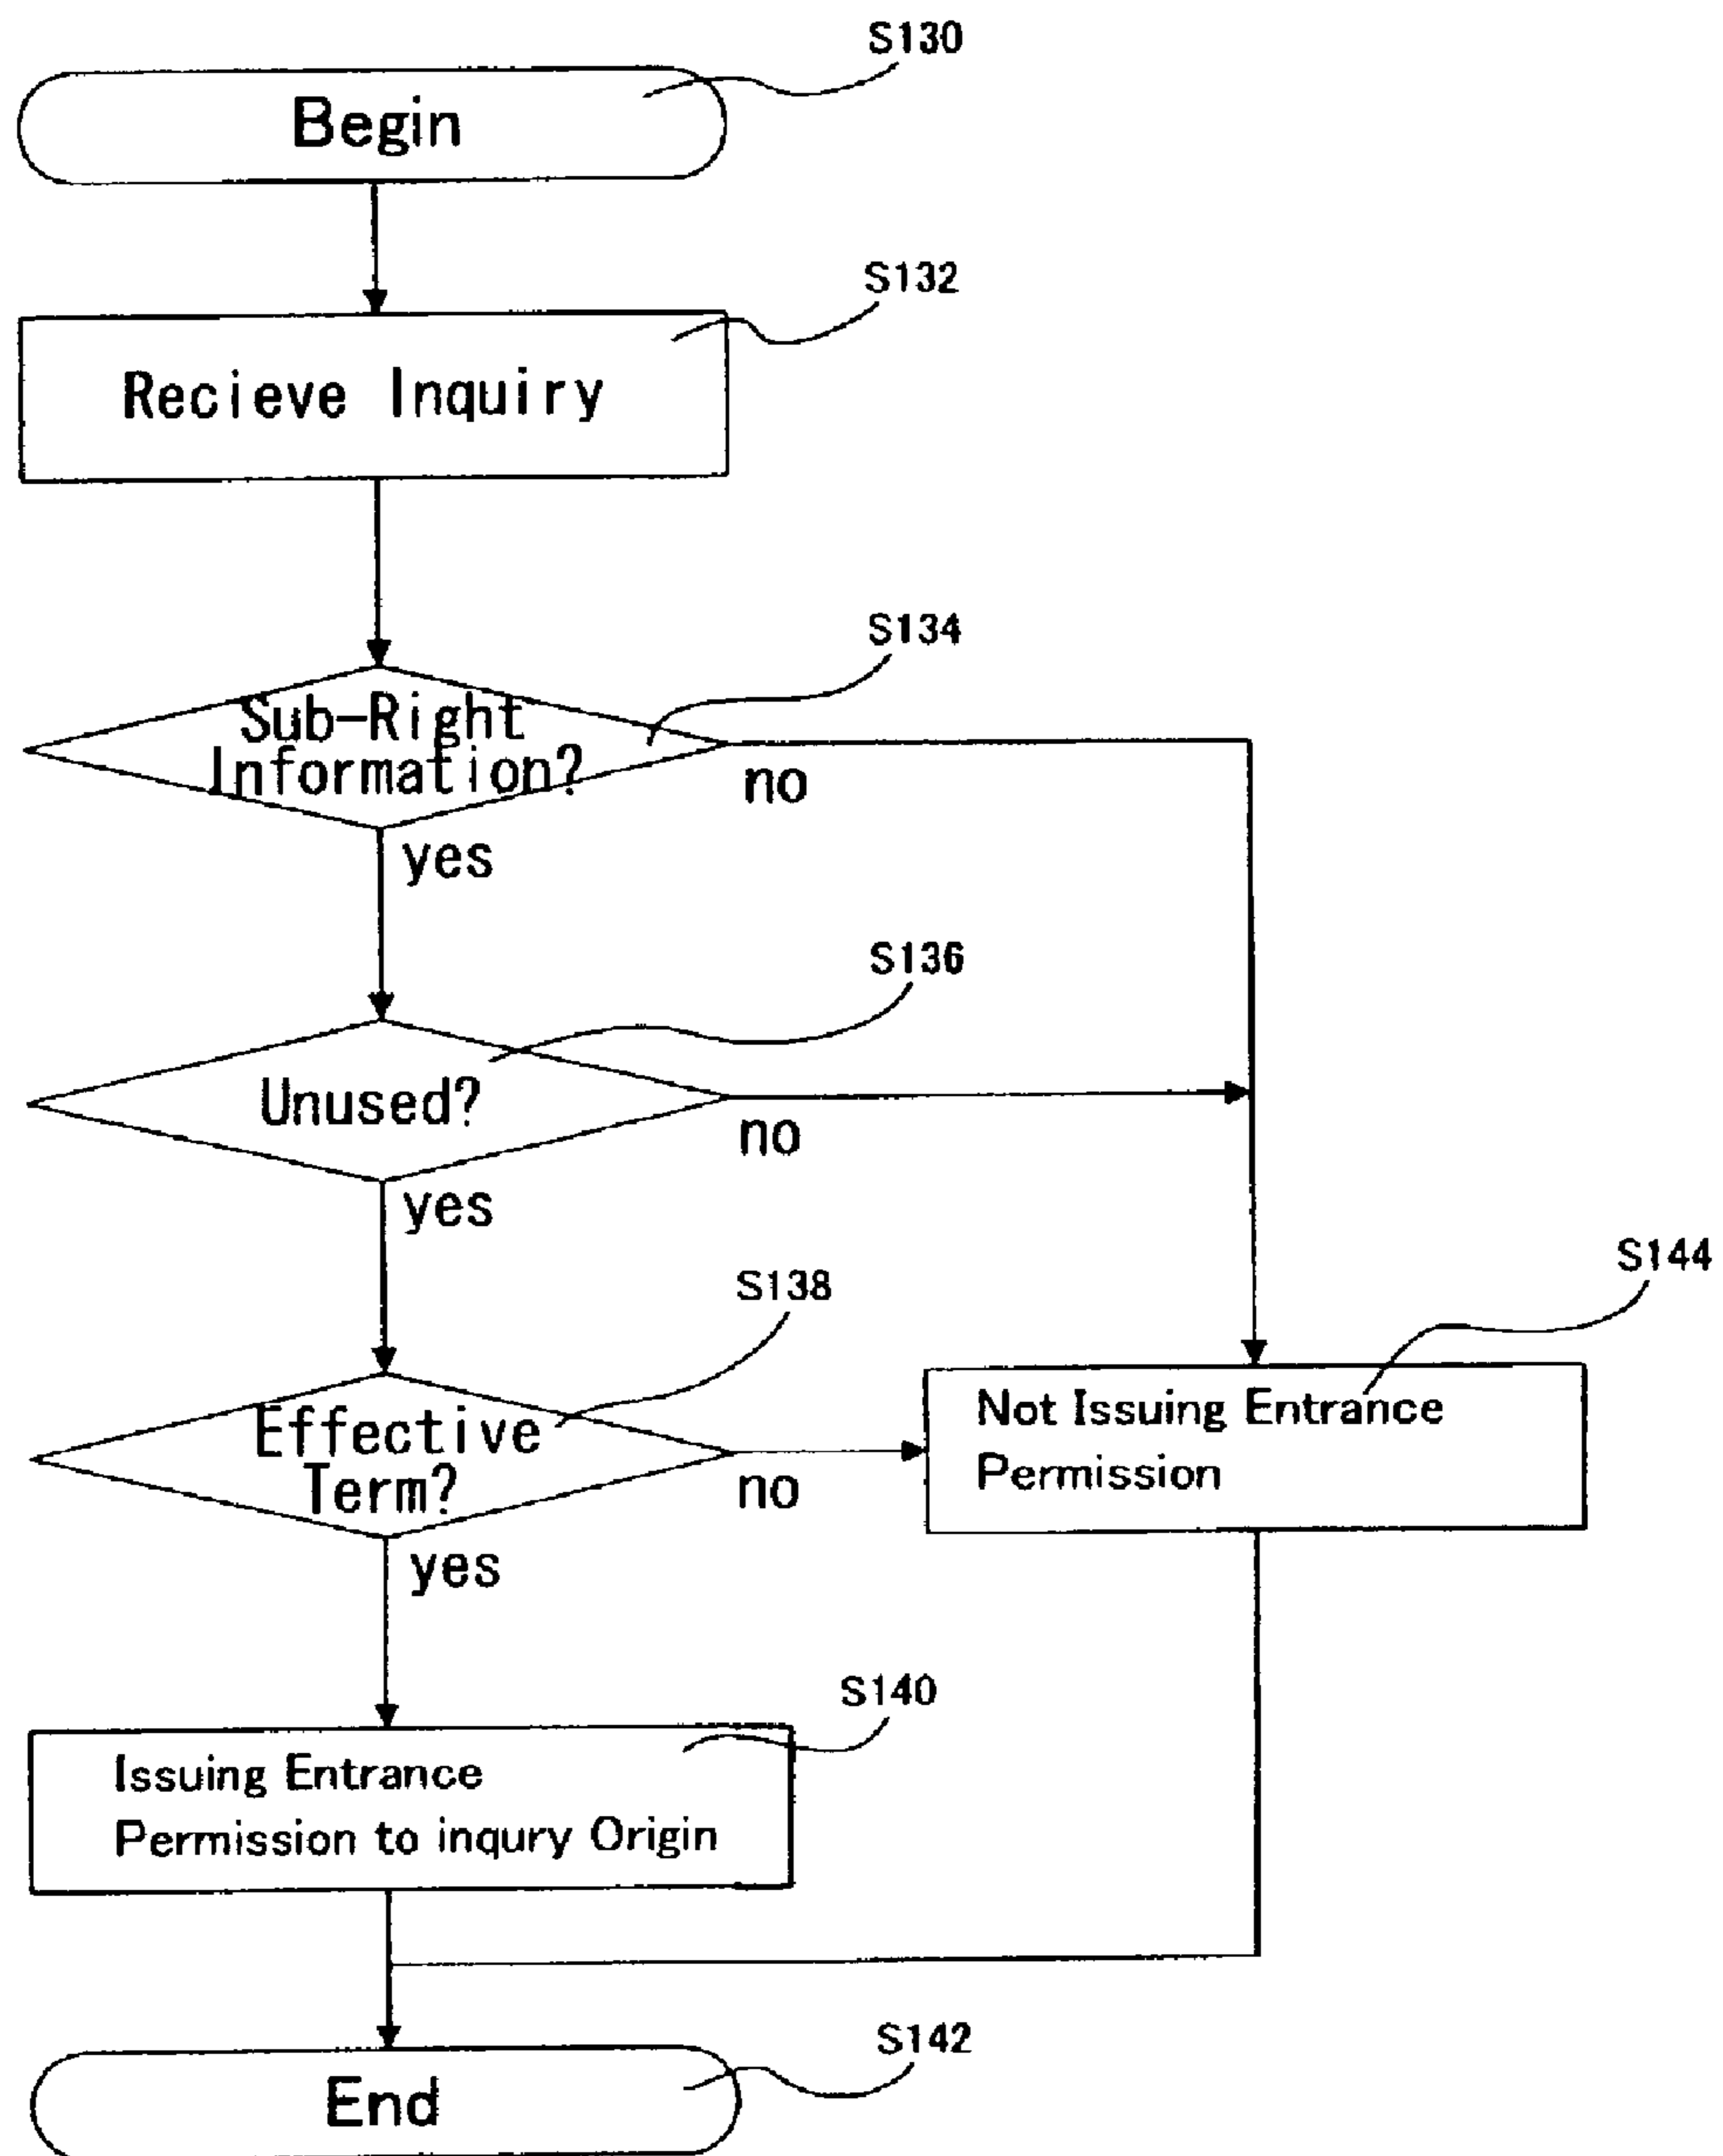 S130
Begin
S132
Recieve Inquiry
S134
Sub-Right
Information?
no
yes
S136
Unused?
no
yes
S138
Effective
Term?
no
yes
S144
Not Issuing Entrance
Permission
S140
Issuing Entrance
Permission to inqury Origin
S142
End